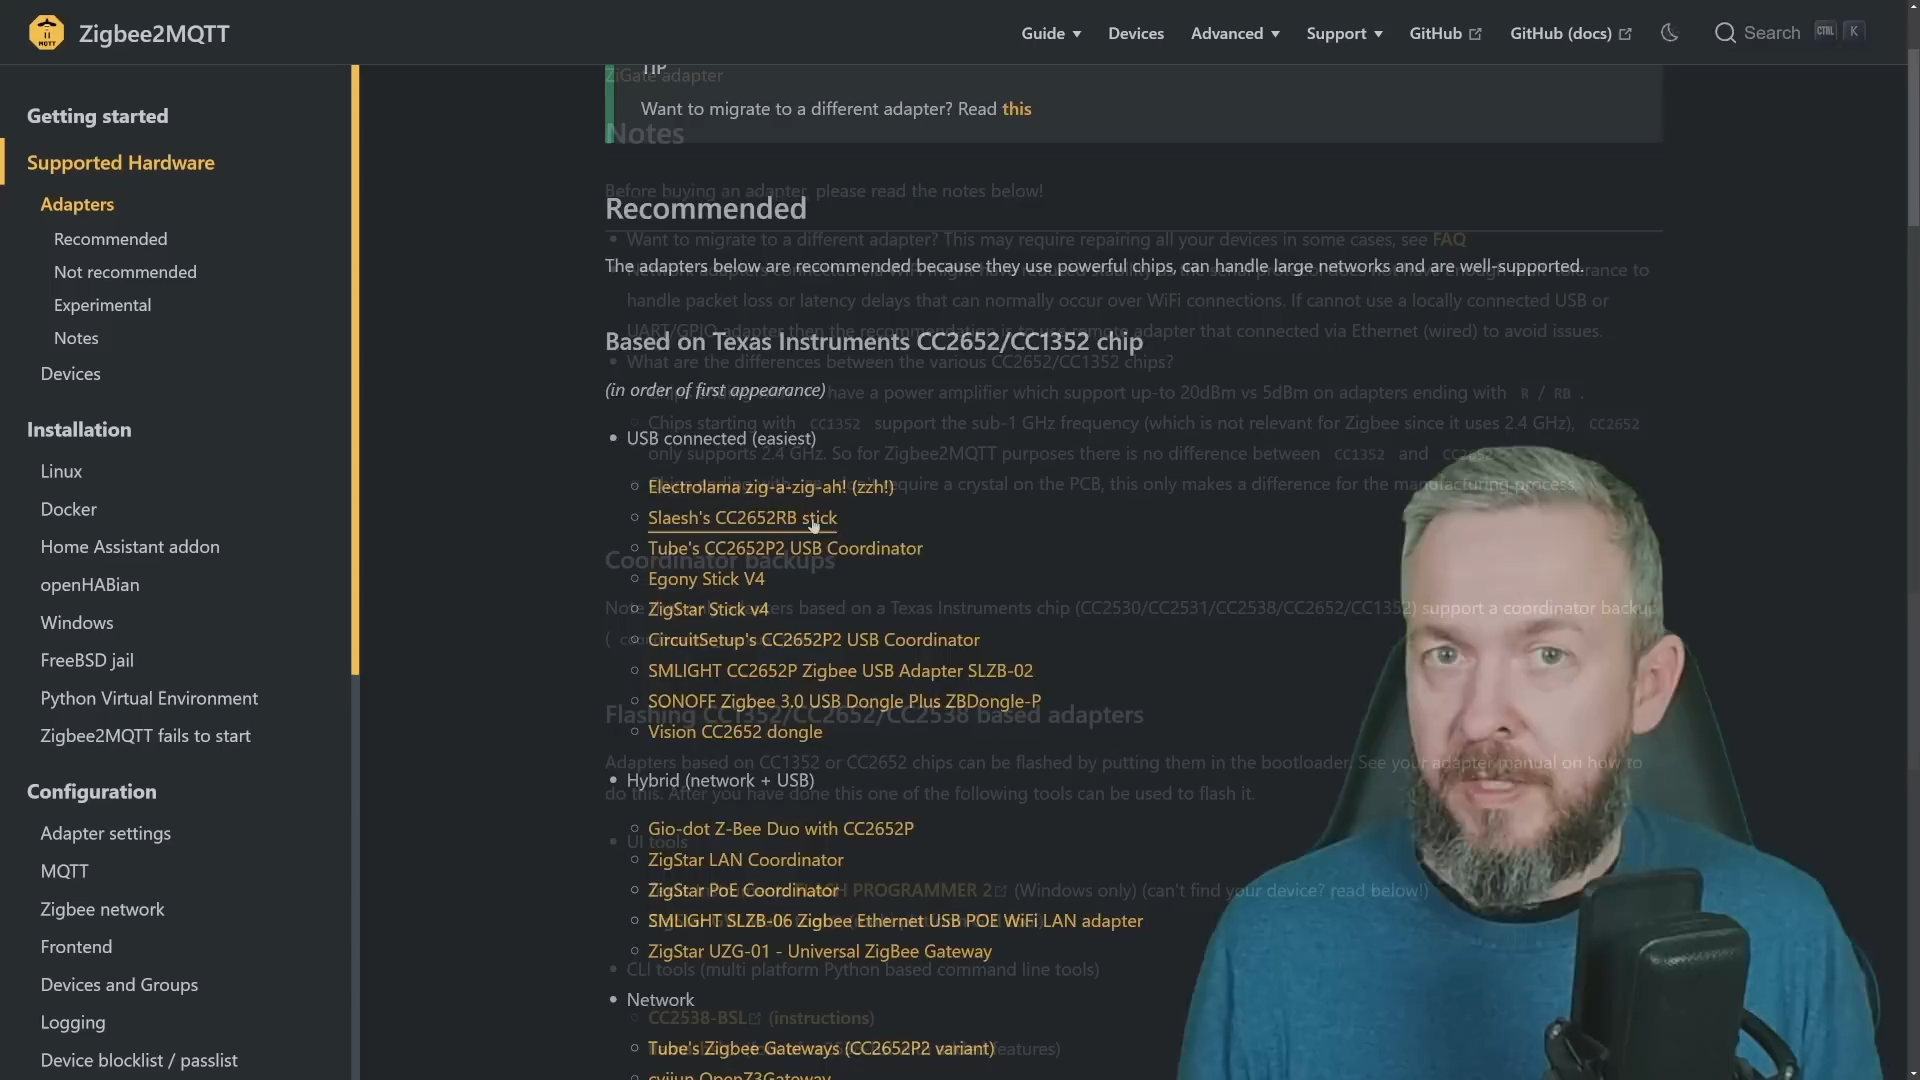 Zigbee2MQTT
Guide
Devices
Advanced
Support
GitHub
GitHub (docs)
Search
CTRL
K
Getting started
Supported Hardware
Adapters
Recommended
Not recommended
Experimental
Notes
Devices
Installation
Linux
Docker
Home Assistant addon
openHABian
Windows
FreeBSD jail
Python Virtual Environment
Zigbee2MQTT fails to start
Configuration
Adapter settings
MQTT
Zigbee network
Frontend
Devices and Groups
Logging
Device blocklist / passlist
TIP
ZiGate adapter
Want to migrate to a different adapter? Read this
Notes
Before buying an adapter, please read the notes below!
Recommended
Want to migrate to a different adapter? This may require repairing all your devices in some cases, see FAQ
The adapters below are recommended because they use powerful chips, can handle large networks and are well-supported.
handle packet loss or latency delays that can normally occur over WiFi connections. If cannot use a locally connected USB or
UART/GPIO adapter then the recommendation is to use remote adapter that connected via Ethernet (wired) to avoid issues.
Based on Texas Instruments CC2652/CC1352 chip
What are the differences between the various CC2652/CC1352 chips?
(in order of first appearance)
have a power amplifier which support up-to 20dBm vs 5dBm on adapters ending with R / RB .
Chips starting with CC1352 support the sub-1 GHz frequency (which is not relevant for Zigbee since it uses 2.4 GHz), CC2652
USB connected (easiest)
only supports 2.4 GHz. So for Zigbee2MQTT purposes there is no difference between CC1352 and
Electrolama zig-a-zig-ah! (zzh!)
require a crystal on the PCB, this only makes a difference for the manufacturing process
Slaesh's CC2652RB stick
Tube's CC2652P2 USB Coordinator
Coordinator backups
Egony Stick V4
ZigStar Stick v4
based on a Texas Instruments chip (CC2530/CC2531/CC2538/CC2652/CC1352) support a coordinator backup
CircuitSetup's CC2652P2 USB Coordinator
SMLIGHT CC2652P Zigbee USB Adapter SLZB-02
SONOFF Zigbee 3.0 USB Dongle Plus ZBDongle-P
Flashing CC1352/CC2652/CC2538 based adapters
Vision CC2652 dongle
Adapters based on CC1352 or CC2652 chips can be flashed by putting them in the bootloader. See your adapter manual on how to
Hybrid (network + USB)
do this. After you have done this one of the following tools can be used to flash it.
Gio-dot Z-Bee Duo with CC2652P
UI tools
ZigStar LAN Coordinator
ZigStar PoE Coordinator
FLASH PROGRAMMER 2 (Windows only) (can't find your device? read below!)
SMLIGHT SLZB-06 Zigbee Ethernet USB POE WiFi LAN adapter
ZigStar UZG-01 - Universal ZigBee Gateway
CLI tools (multi platform Python based command line tools)
Network
CC2538-BSL (instructions)
Tube's Zigbee Gateways (CC2652P2 variant)
features)
cyijun OpenZ3Gateway